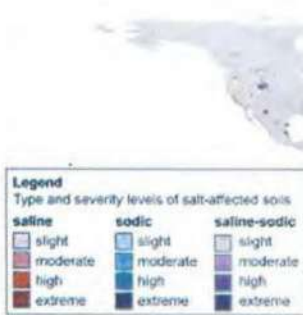 Legend
Type and severity levels of salt-affected soils
saline sodic saline-sodic
slight slight slight
moderate moderate moderate
high high high
extreme extreme extreme